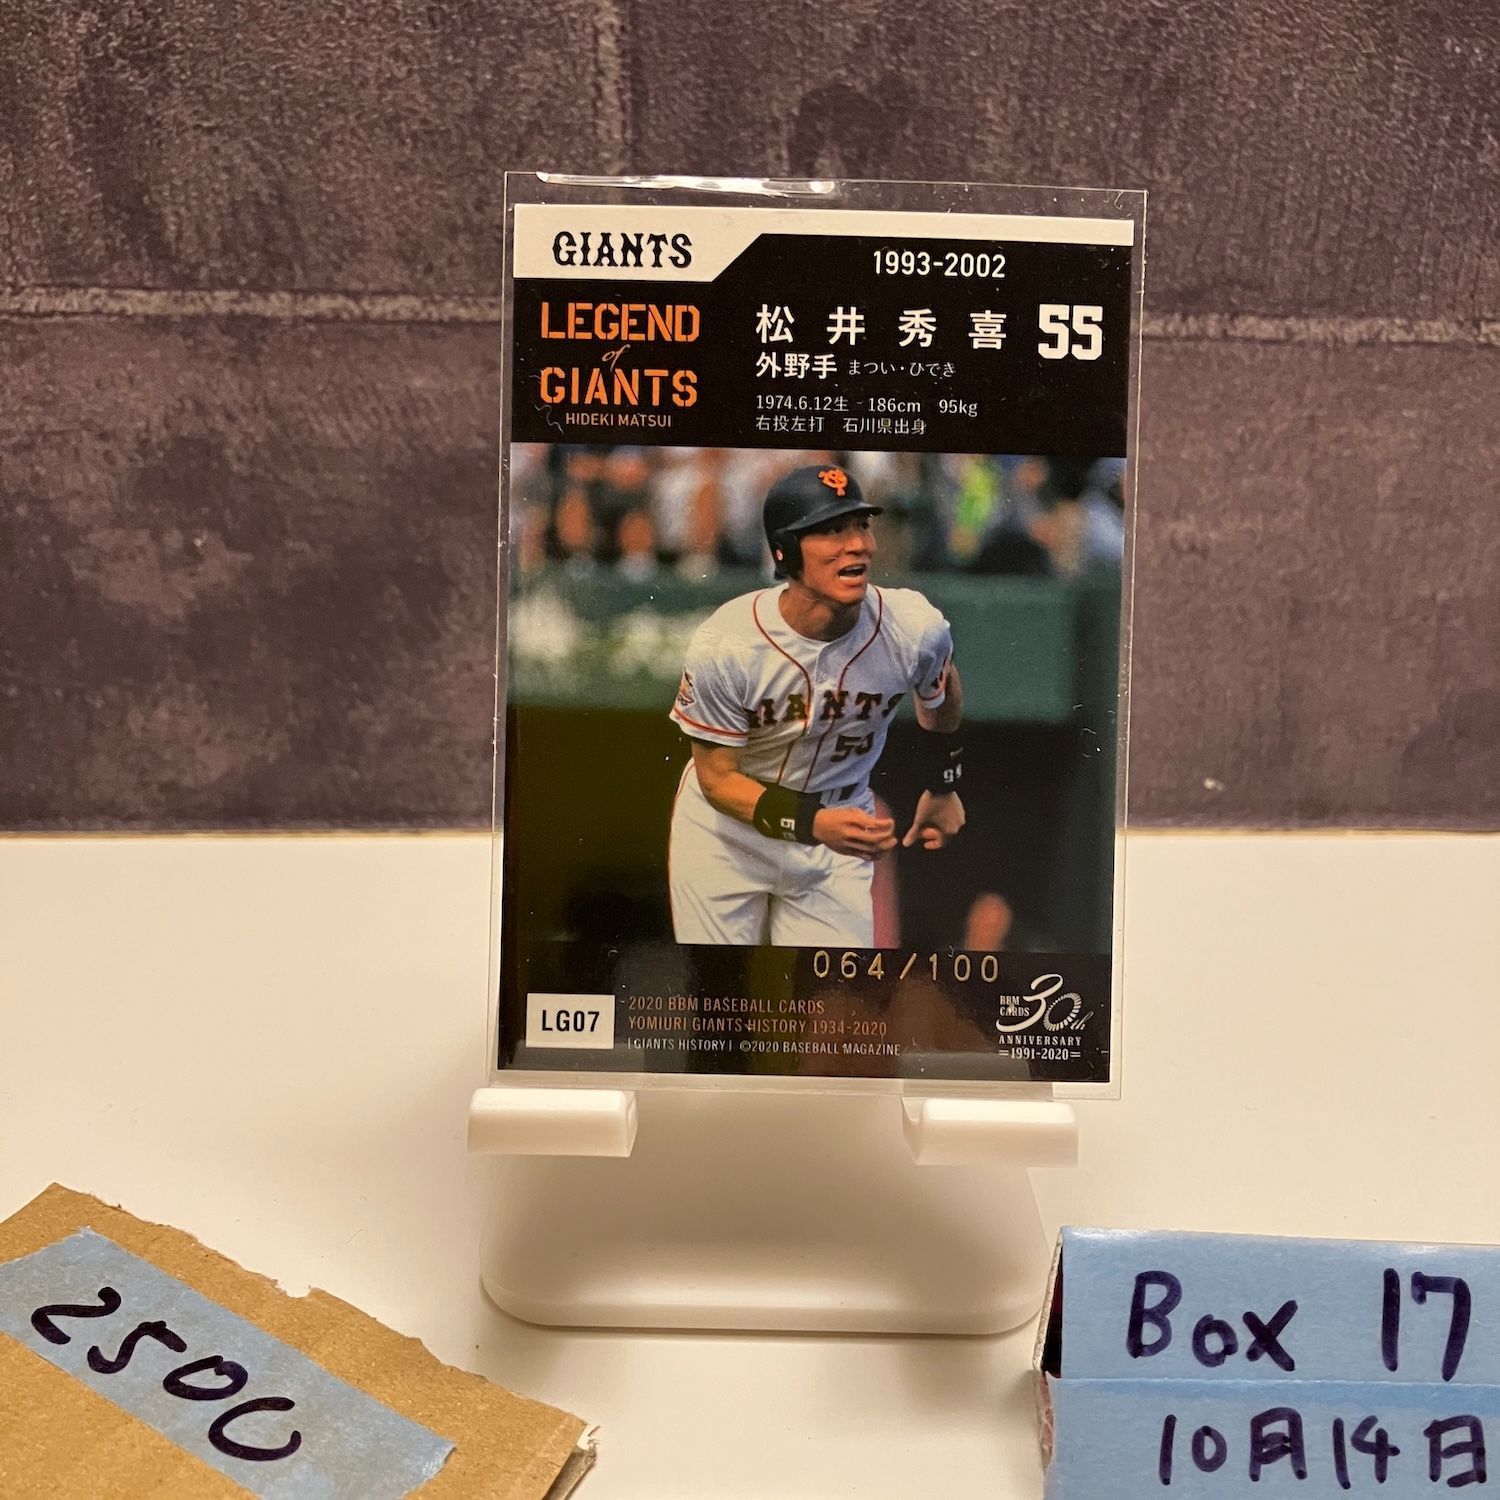 GIANTS
1993-2002
LEGEND
of
GIANTS
HIDEKI MATSUI
松井秀喜 55
外野手 まつい・ひでき
1974.6.12生 186cm 95kg
右投左打 石川県出身
GIANTS
55
064/100
LG07
2020 BBM BASEBALL CARDS
YOMIURI GIANTS HISTORY 1934-2020
[GIANTS HISTORY] ©2020 BASEBALL MAGAZINE
BBM
CARDS
30th
ANNIVERSARY
1991-2020
2500
Box 17
10月14日